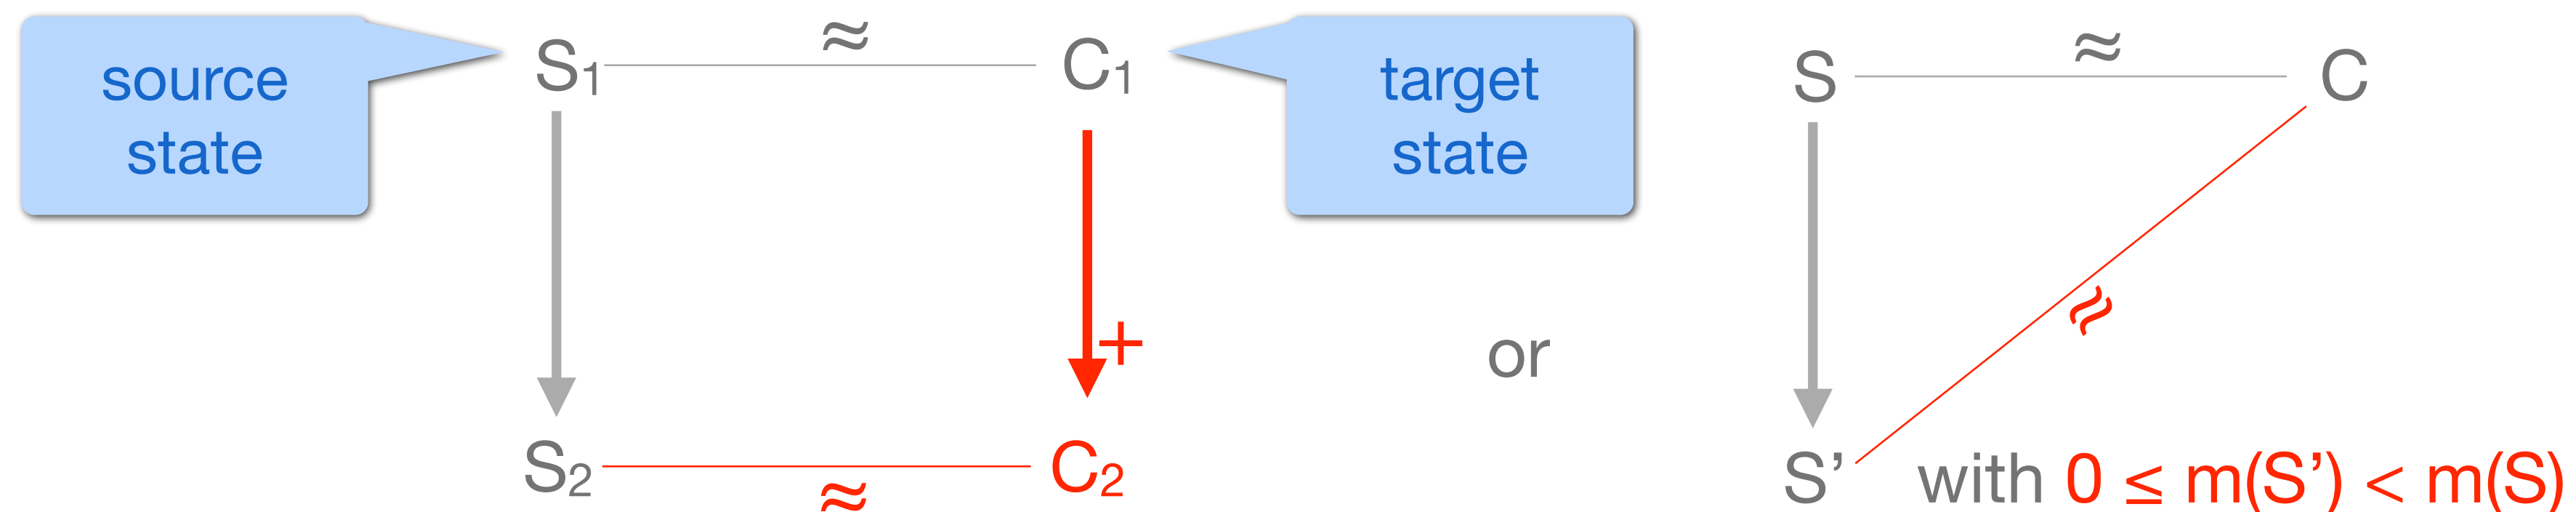 source
state
S₁ ≈ C₁
target
state
S ≈ C
+
or
≈
S₂ ≈ C₂
S’ with 0 ≤ m(S’) < m(S)